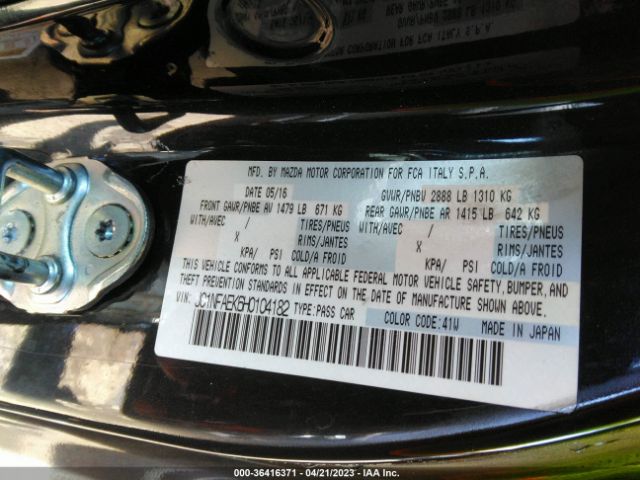 MFD. BY MAZDA MOTOR CORPORATION FOR FCA ITALY S.P.A.
DATE 05/16 GVWR/PNBV 2888 LB 1310 KG
FRONT GAWR/PNBE AV 1479 LB 671 KG REAR GAWR/PNBE AR 1415 LB 642 KG
WITH/AVEC / TIRES/PNEUS WITH/AVEC / TIRES/PNEUS
X RIMS/JANTES X RIMS/JANTES
KPA/ PSI COLD/A FROID KPA/ PSI COLD/A FROID
THIS VEHICLE CONFORMS TO ALL APPLICABLE FEDERAL MOTOR VEHICLE SAFETY, BUMPER, AND
THEFT PREVENTION STANDARDS IN EFFECT ON THE DATE OF MANUFACTURE SHOWN ABOVE.
VIN: JC1NFAEK6H0104182 TYPE:PASS CAR COLOR CODE:41W MADE IN JAPAN
000-36416371 - 04/21/2023 - IAA Inc.